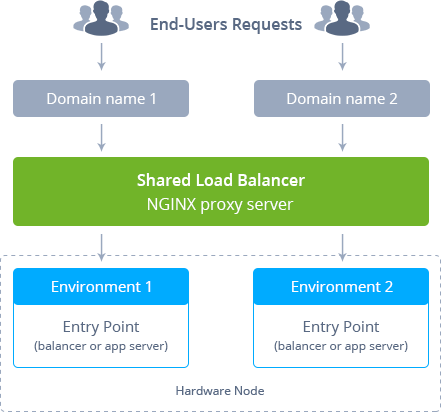 End-Users Requests
Domain name 1
Domain name 2
Shared Load Balancer
NGINX proxy server
Environment 1
Entry Point
(balancer or app server)
Environment 2
Entry Point
(balancer or app server)
Hardware Node